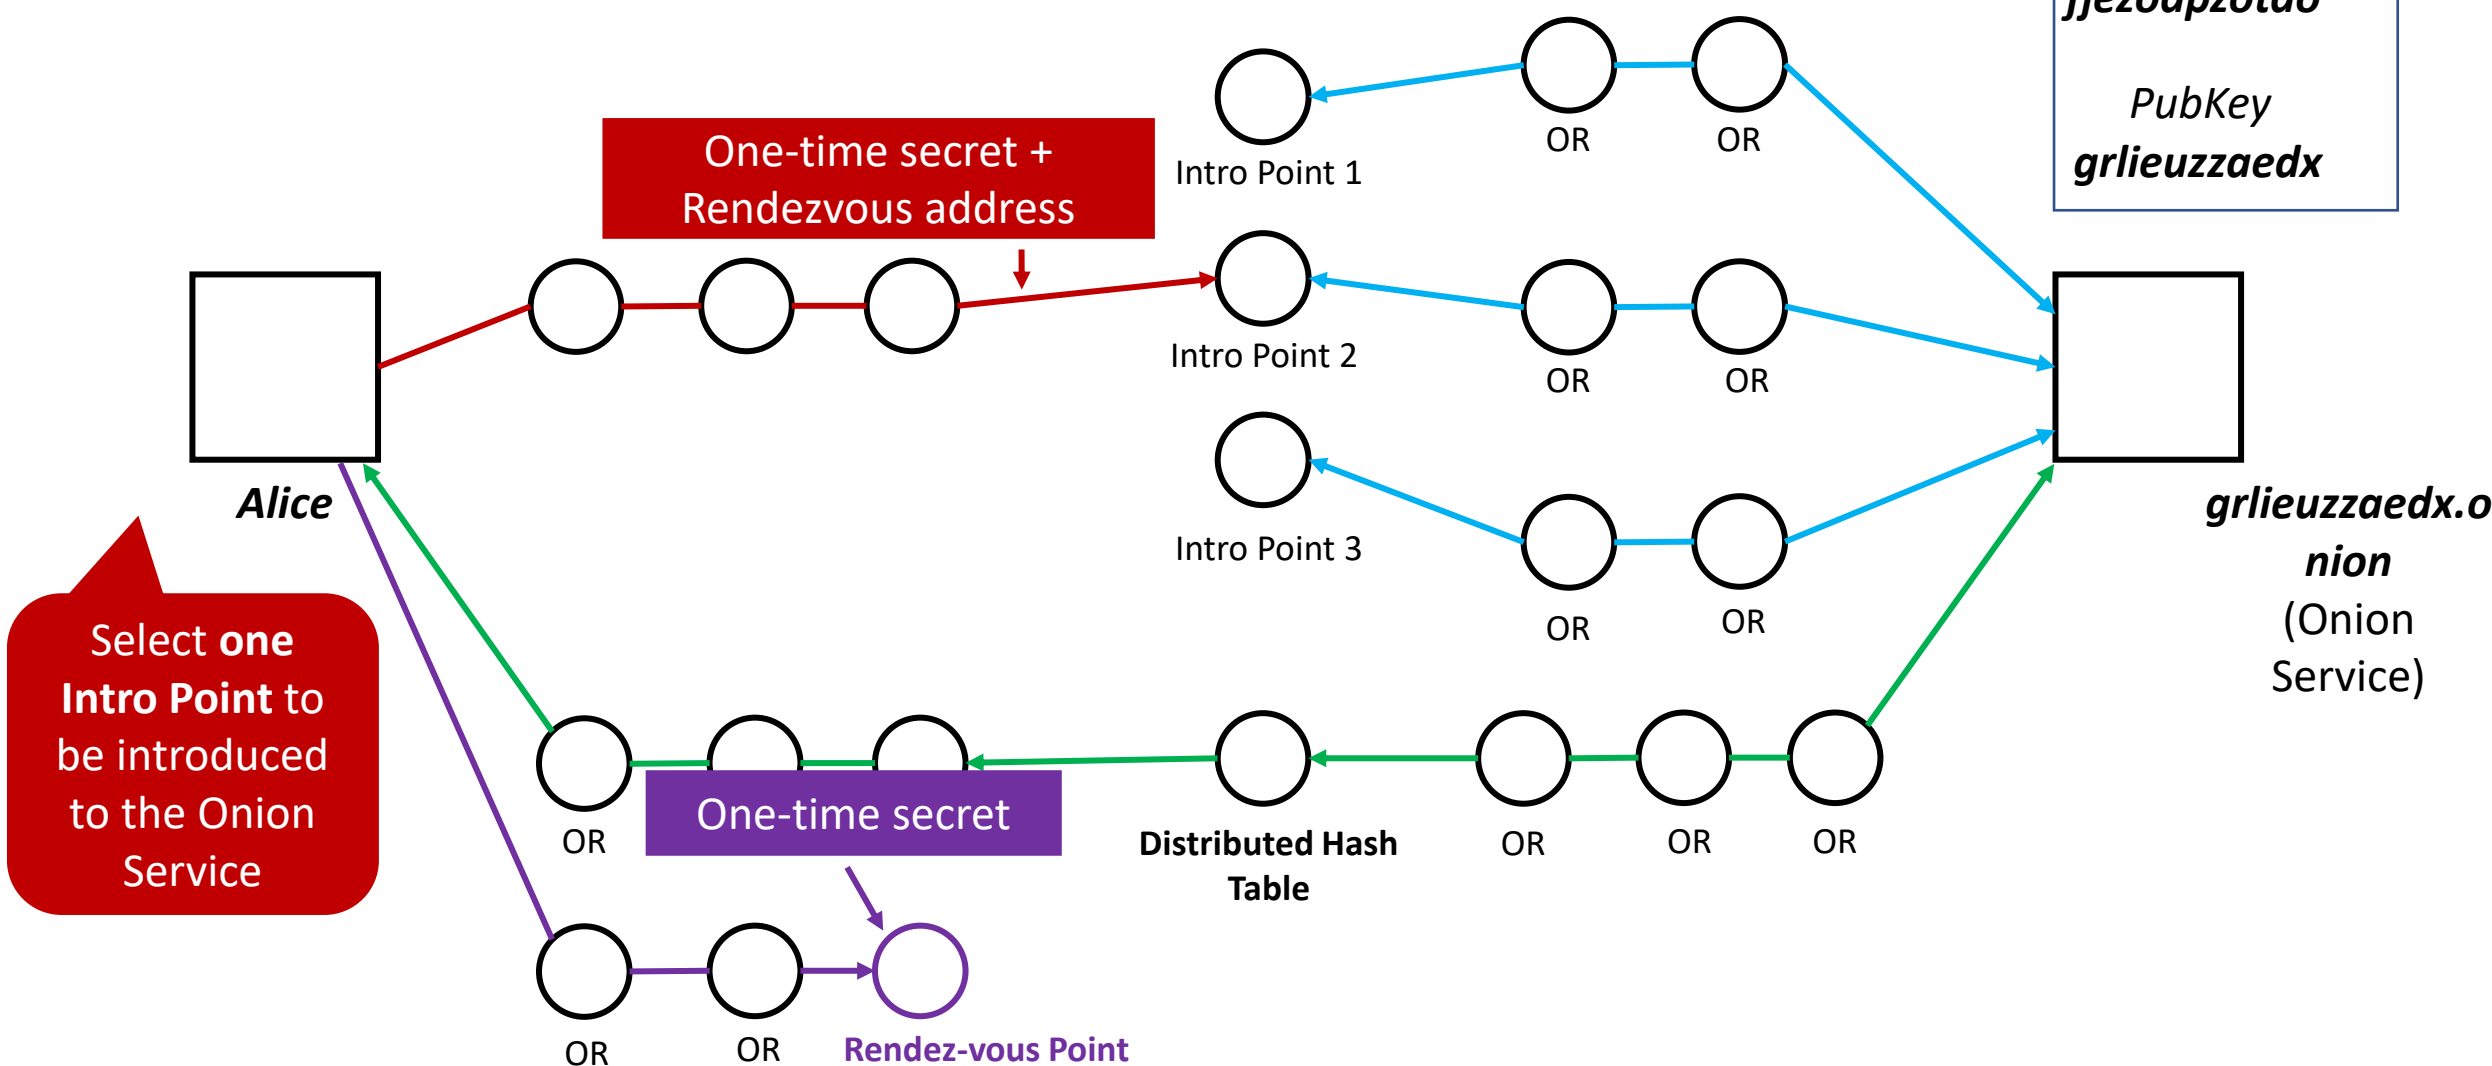 PubKey
grlieuzzaedx
One-time secret +
Rendezvous address
Intro Point 1
OR
OR
Intro Point 2
OR
OR
Alice
Intro Point 3
OR
OR
grlieuzzaedx.o
nion
(Onion
Service)
Select one
Intro Point to
be introduced
to the Onion
Service
OR
One-time secret
Distributed Hash
Table
OR
OR
OR
OR
OR
Rendez-vous Point